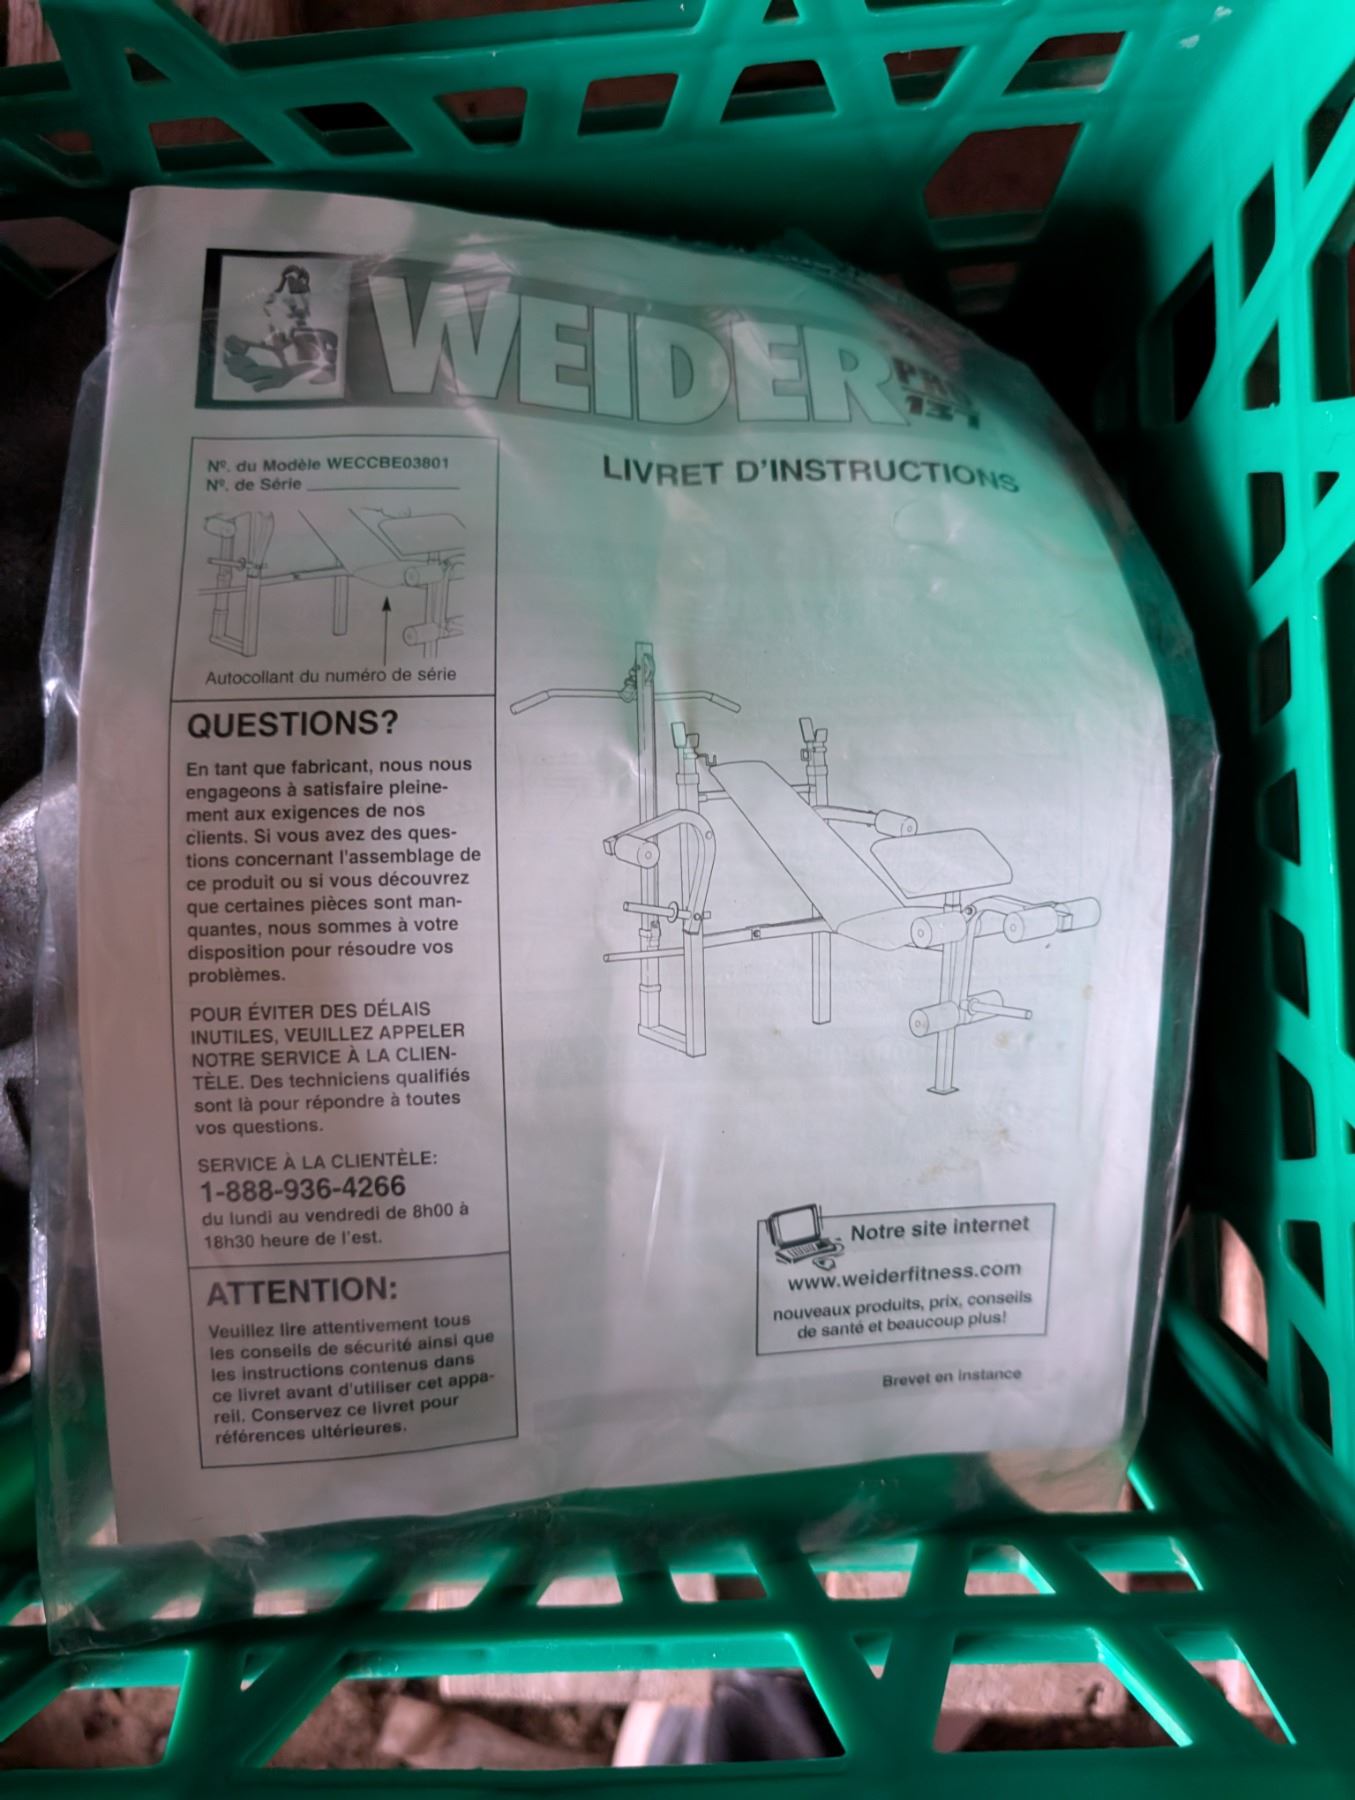 WEIDER
PRO
131
Nº. du Modèle WECCBE03801
Nº. de Série
Autocollant du numéro de série
LIVRET D'INSTRUCTIONS
QUESTIONS?
En tant que fabricant, nous nous
engageons à satisfaire pleine-
ment aux exigences de nos
clients. Si vous avez des ques-
tions concernant l'assemblage de
ce produit ou si vous découvrez
que certaines pièces sont man-
quantes, nous sommes à votre
disposition pour résoudre vos
problèmes.
POUR ÉVITER DES DÉLAIS
INUTILES, VEUILLEZ APPELER
NOTRE SERVICE À LA CLIEN-
TÈLE. Des techniciens qualifiés
sont là pour répondre à toutes
vos questions.
SERVICE À LA CLIENTÈLE:
1-888-936-4266
du lundi au vendredi de 8h00 à
18h30 heure de l'est.
ATTENTION:
Veuillez lire attentivement tous
les conseils de sécurité ainsi que
les instructions contenus dans
ce livret avant d'utiliser cet appa-
reil. Conservez ce livret pour
références ultérieures.
Notre site internet
www.weiderfitness.com
nouveaux produits, prix, conseils
de santé et beaucoup plus!
Brevet en instance